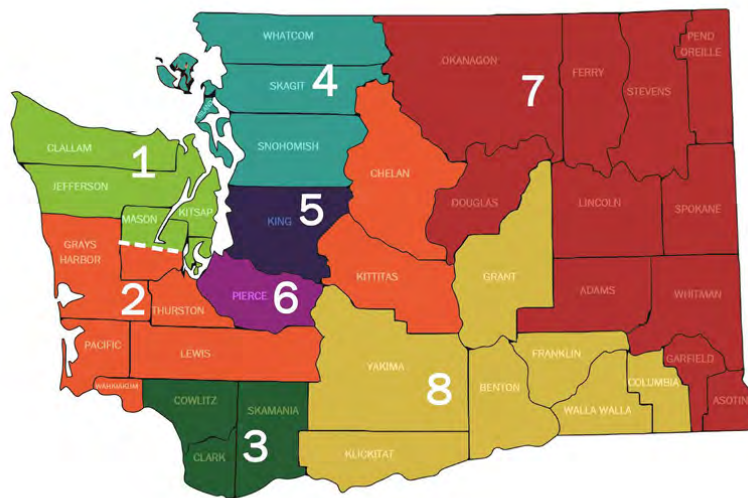 WHATCOM
OKANAGON
FERRY
PEND
OREILLE
STEVENS
4
SKAGIT
7
CLALLAM
1
SNOHOMISH
JEFFERSON
CHELAN
KITSAP
MASON
KING
5
DOUGLAS
LINCOLN
SPOKANE
GRAYS
HARBOR
KITTITAS
GRANT
2
PIERCE
6
ADAMS
WHITMAN
THURSTON
PACIFIC
LEWIS
YAKIMA
FRANKLIN
GARFIELD
WAHKIAKUM
BENTON
COLUMBIA
8
COWLITZ
SKAMANIA
WALLA WALLA
ASOTIN
3
CLARK
KLICKITAT